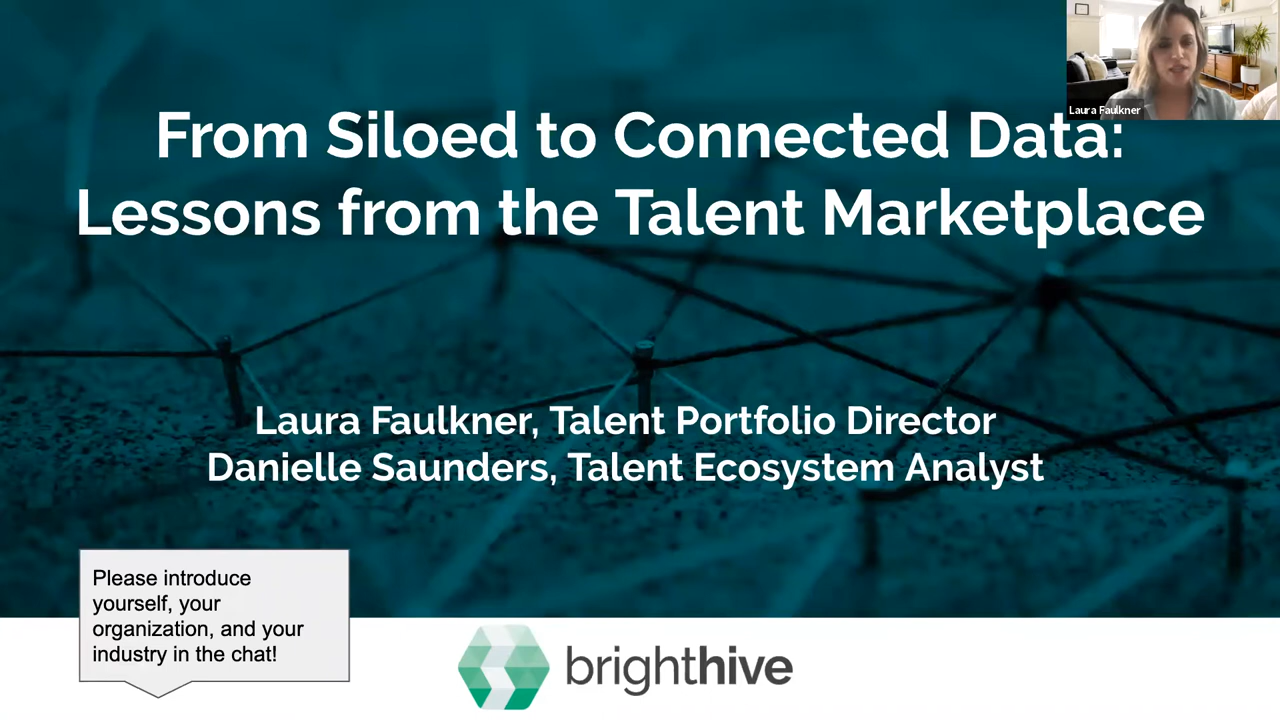 Laura Faulkner
From Siloed to Connected Data:
Lessons from the Talent Marketplace
Laura Faulkner, Talent Portfolio Director
Danielle Saunders, Talent Ecosystem Analyst
Please introduce
yourself, your
organization, and your
industry in the chat!
brighthive